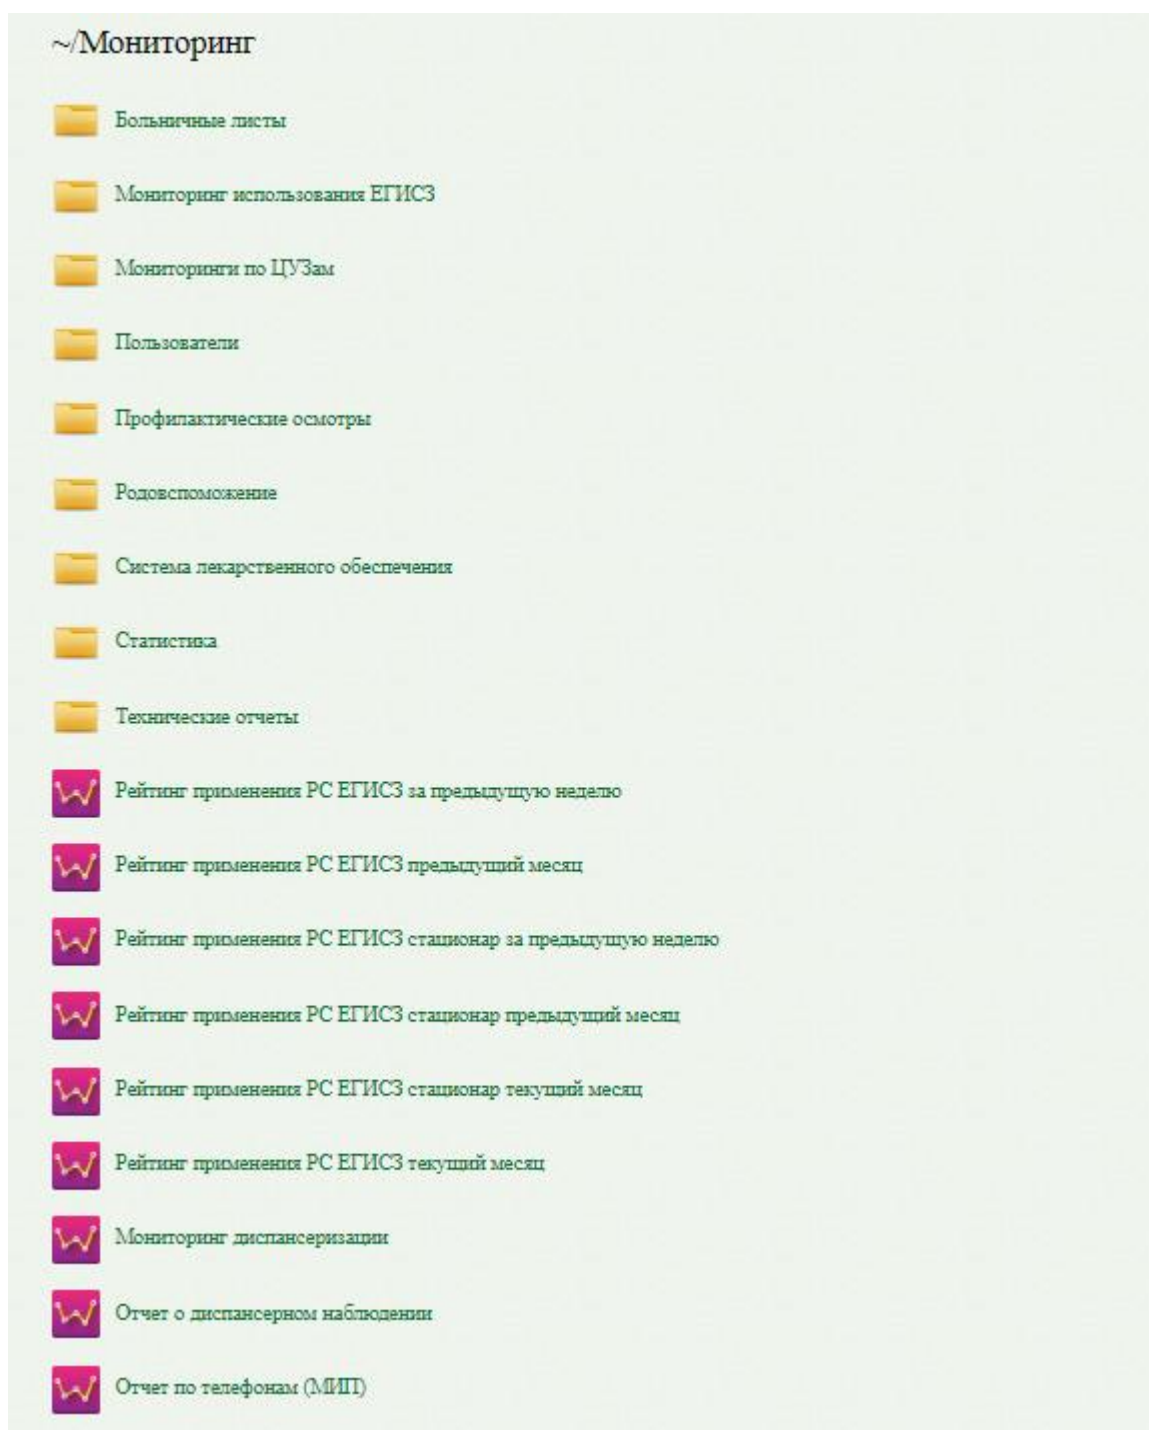 ~/Мониторинг
Больничные листы
Мониторинг использования ЕГИСЗ
Мониторинги по ЦУЗам
Пользователи
Профилактические осмотры
Родовспоможение
Система лекарственного обеспечения
Статистика
Технические отчеты
Рейтинг применения РС ЕГИСЗ за предыдущую неделю
Рейтинг применения РС ЕГИСЗ предыдущий месяц
Рейтинг применения РС ЕГИСЗ стационар за предыдущую неделю
Рейтинг применения РС ЕГИСЗ стационар предыдущий месяц
Рейтинг применения РС ЕГИСЗ стационар текущий месяц
Рейтинг применения РС ЕГИСЗ текущий месяц
Мониторинг диспансеризации
Отчет о диспансерном наблюдении
Отчет по телефонам (МИП)